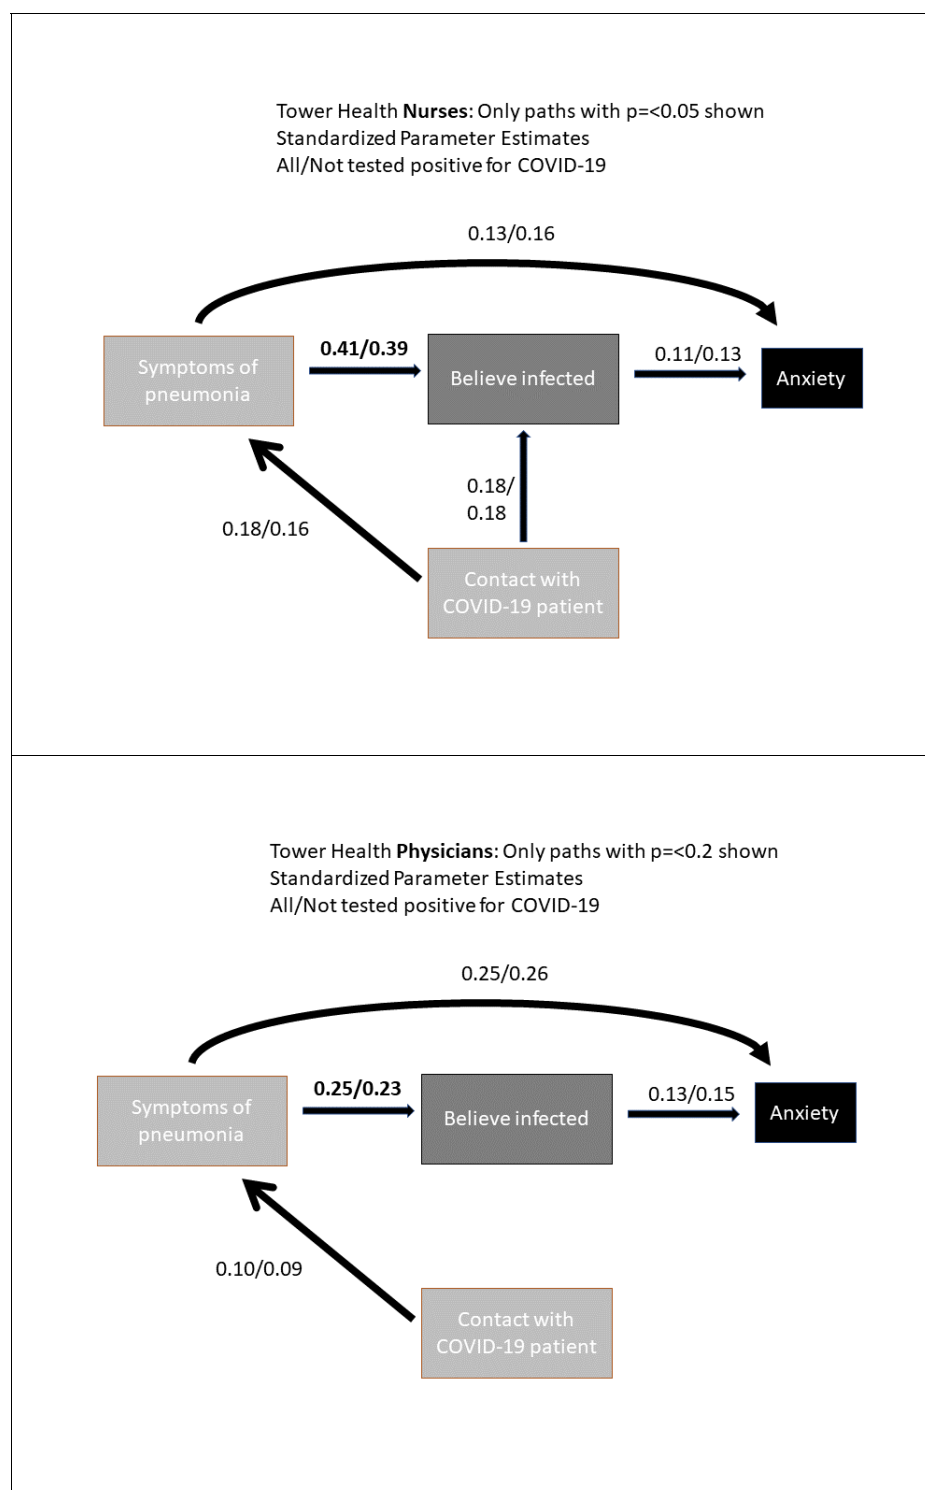 Tower Health Nurses: Only paths with p=<0.05 shown
Standardized Parameter Estimates
All/Not tested positive for COVID-19
0.13/0.16
Symptoms of
pneumonia
0.41/0.39
Believe infected
0.11/0.13
Anxiety
0.18/
0.18
0.18/0.16
Contact with
COVID-19 patient
Tower Health Physicians: Only paths with p=<0.2 shown
Standardized Parameter Estimates
All/Not tested positive for COVID-19
0.25/0.26
Symptoms of
pneumonia
0.25/0.23
Believe infected
0.13/0.15
Anxiety
0.10/0.09
Contact with
COVID-19 patient